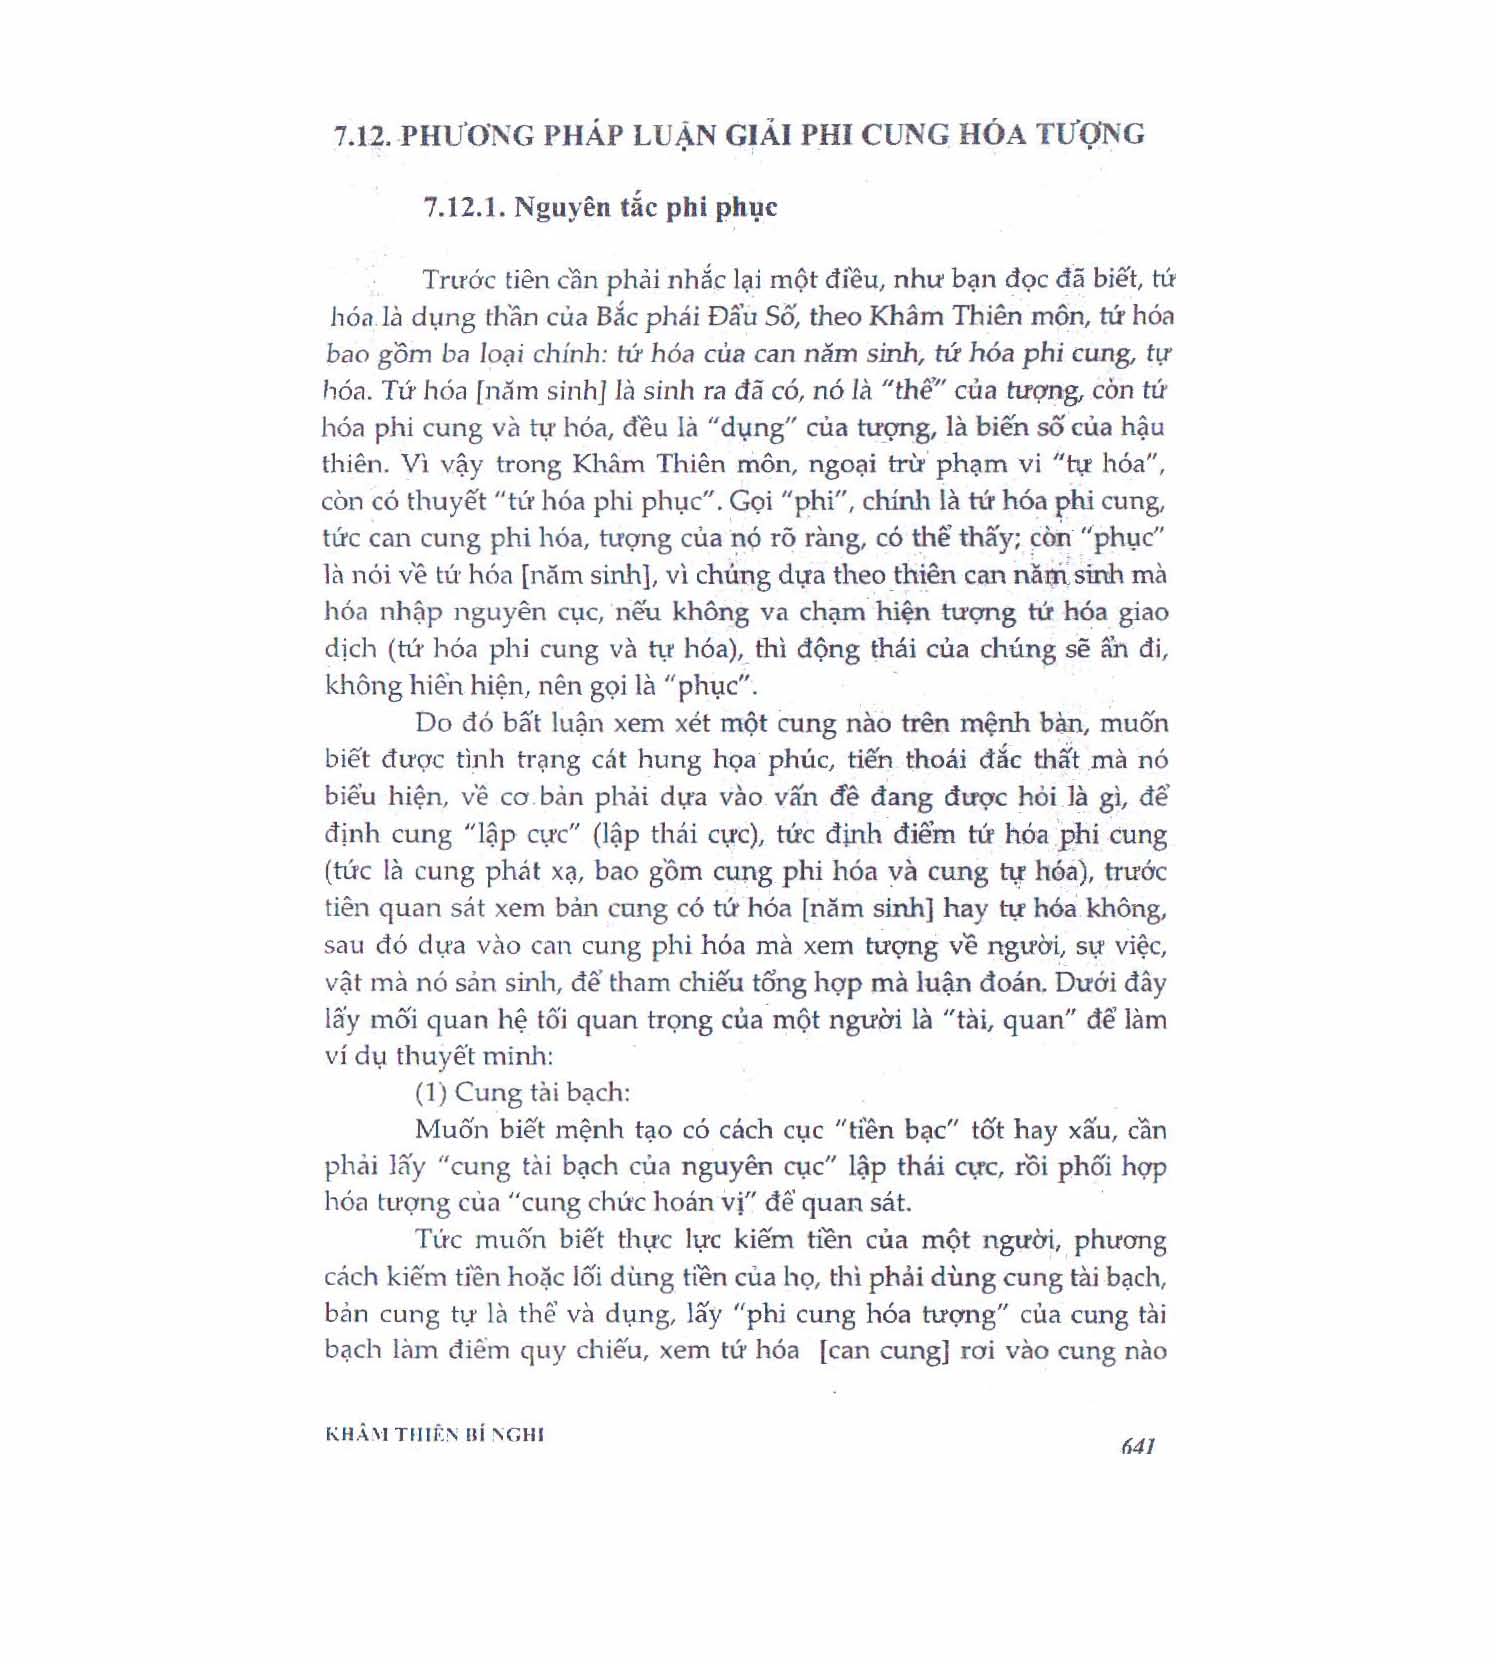 7.12. PHƯƠNG PHÁP LUẬN GIẢI PHI CUNG HÓA TƯỢNG
7.12.1. Nguyên tắc phi phục
Trước tiên cần phải nhắc lại một điều, như bạn đọc đã biết, tứ
hóa là dụng thần của Bắc phái Đẩu Số, theo Khâm Thiên môn, tứ hóa
bao gồm ba loại chính: tứ hóa của can năm sinh, tứ hóa phi cung, tự
hóa. Tứ hóa [năm sinh] là sinh ra đã có, nó là "thể" của tượng, còn tứ
hóa phi cung và tự hóa, đều là "dụng" của tượng, là biến số của hậu
thiên. Vì vậy trong Khâm Thiên môn, ngoại trừ phạm vi "tự hóa",
còn có thuyết "tứ hóa phi phục". Gọi "phi", chính là tứ hóa phi cung,
tức can cung phi hóa, tượng của nó rõ ràng, có thể thấy; còn "phục"
là nói về tứ hóa [năm sinh], vì chúng dựa theo thiên can năm sinh mà
hóa nhập nguyên cục, nếu không va chạm hiện tượng tứ hóa giao
dịch (tứ hóa phi cung và tự hóa), thì động thái của chúng sẽ ẩn đi,
không hiển hiện, nên gọi là "phục".
Do đó bất luận xem xét một cung nào trên mệnh bàn, muốn
biết được tình trạng cát hung họa phúc, tiến thoái đắc thất mà nó
biểu hiện, về cơ bản phải dựa vào vấn đề đang được hỏi là gì, để
định cung "lập cực" (lập thái cực), tức định điểm tứ hóa phi cung
(tức là cung phát xạ, bao gồm cung phi hóa và cung tự hóa), trước
tiên quan sát xem bản cung có tứ hóa [năm sinh] hay tự hóa không,
sau đó dựa vào can cung phi hóa mà xem tượng về người, sự việc,
vật mà nó sản sinh, để tham chiếu tổng hợp mà luận đoán. Dưới đây
lấy mối quan hệ tối quan trọng của một người là "tài, quan" để làm
ví dụ thuyết minh:
(1) Cung tài bạch:
Muốn biết mệnh tạo có cách cục "tiền bạc" tốt hay xấu, cần
phải lấy "cung tài bạch của nguyên cục" lập thái cực, rồi phối hợp
hóa tượng của "cung chức hoán vị" để quan sát.
Tức muốn biết thực lực kiếm tiền của một người, phương
cách kiếm tiền hoặc lối dùng tiền của họ, thì phải dùng cung tài bạch,
bản cung tự là thể và dụng, lấy "phi cung hóa tượng" của cung tài
bạch làm điểm quy chiếu, xem tứ hóa [can cung] rơi vào cung nào
KHÂM THIÊN BÍ NGHI
641